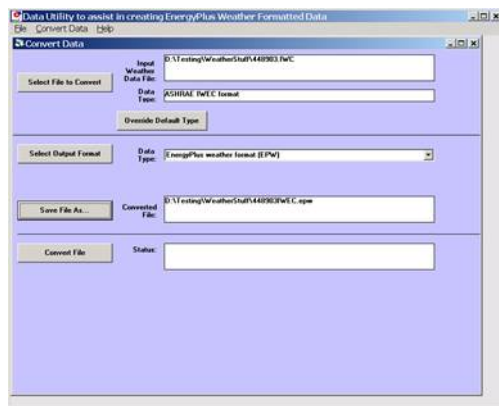 Data Utility to assist in creating EnergyPlus Weather Formatted Data
File Convert Data Help
Convert Data
Select File to Convert
Input Weather Data File:
D:\Testing\WeatherStuff\448903.IWC
Data Type:
ASHRAE IWEC format
Override Default Type
Select Output Format
Data Type:
EnergyPlus weather format (EPW)
Save File As...
Converted File:
D:\Testing\WeatherStuff\448903IWEC.epw
Convert File
Status: